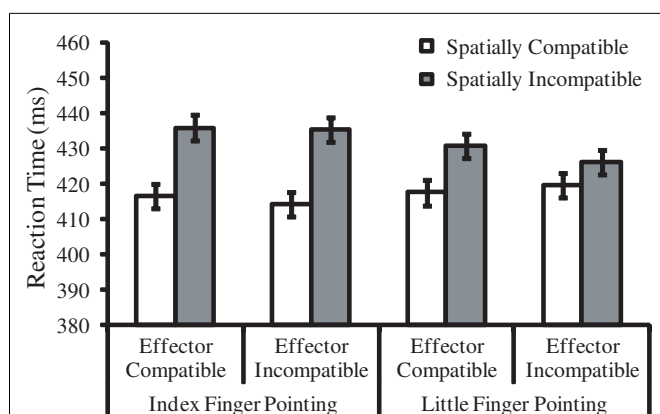 460
450
440
430
420
410
400
390
380
Reaction Time (ms)
Spatially Compatible
Spatially Incompatible
Effector Compatible
Effector Incompatible
Effector Compatible
Effector Incompatible
Index Finger Pointing
Little Finger Pointing